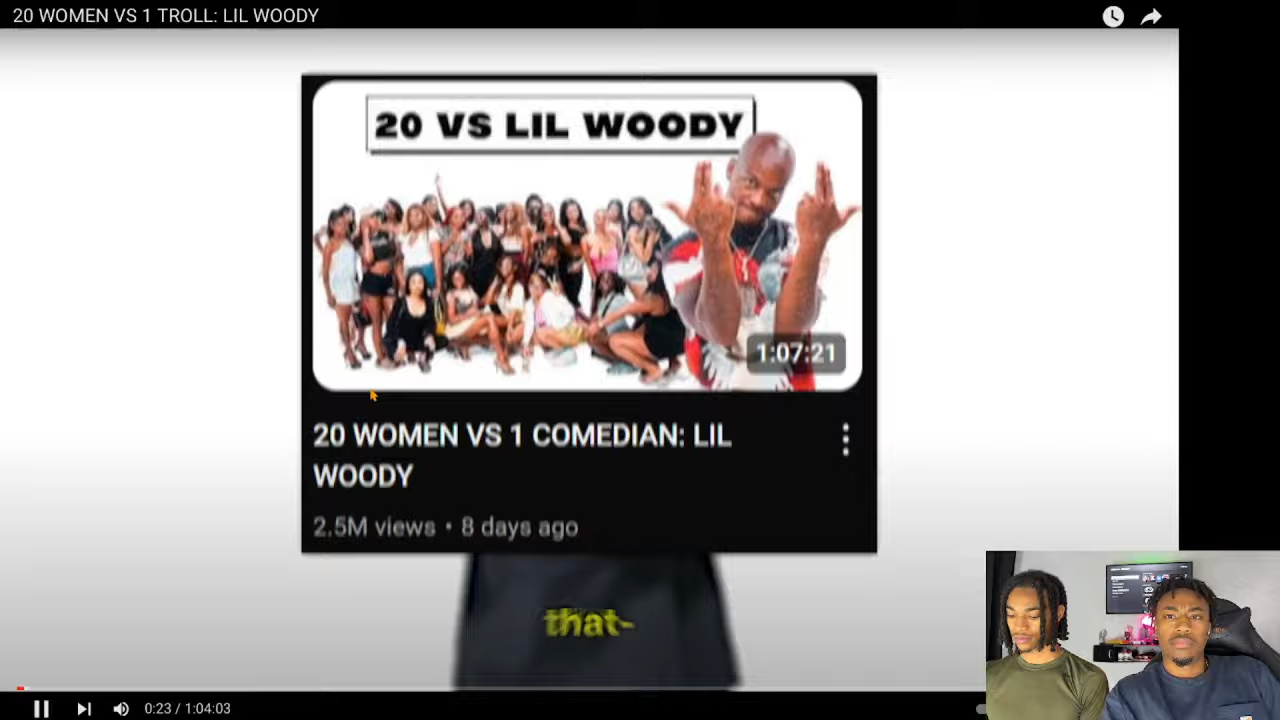 20 WOMEN VS 1 TROLL: LIL WOODY
20 VS LIL WOODY
1:07:21
20 WOMEN VS 1 COMEDIAN: LIL
WOODY
2.5M views • 8 days ago
that-
0:23 / 1:04:03